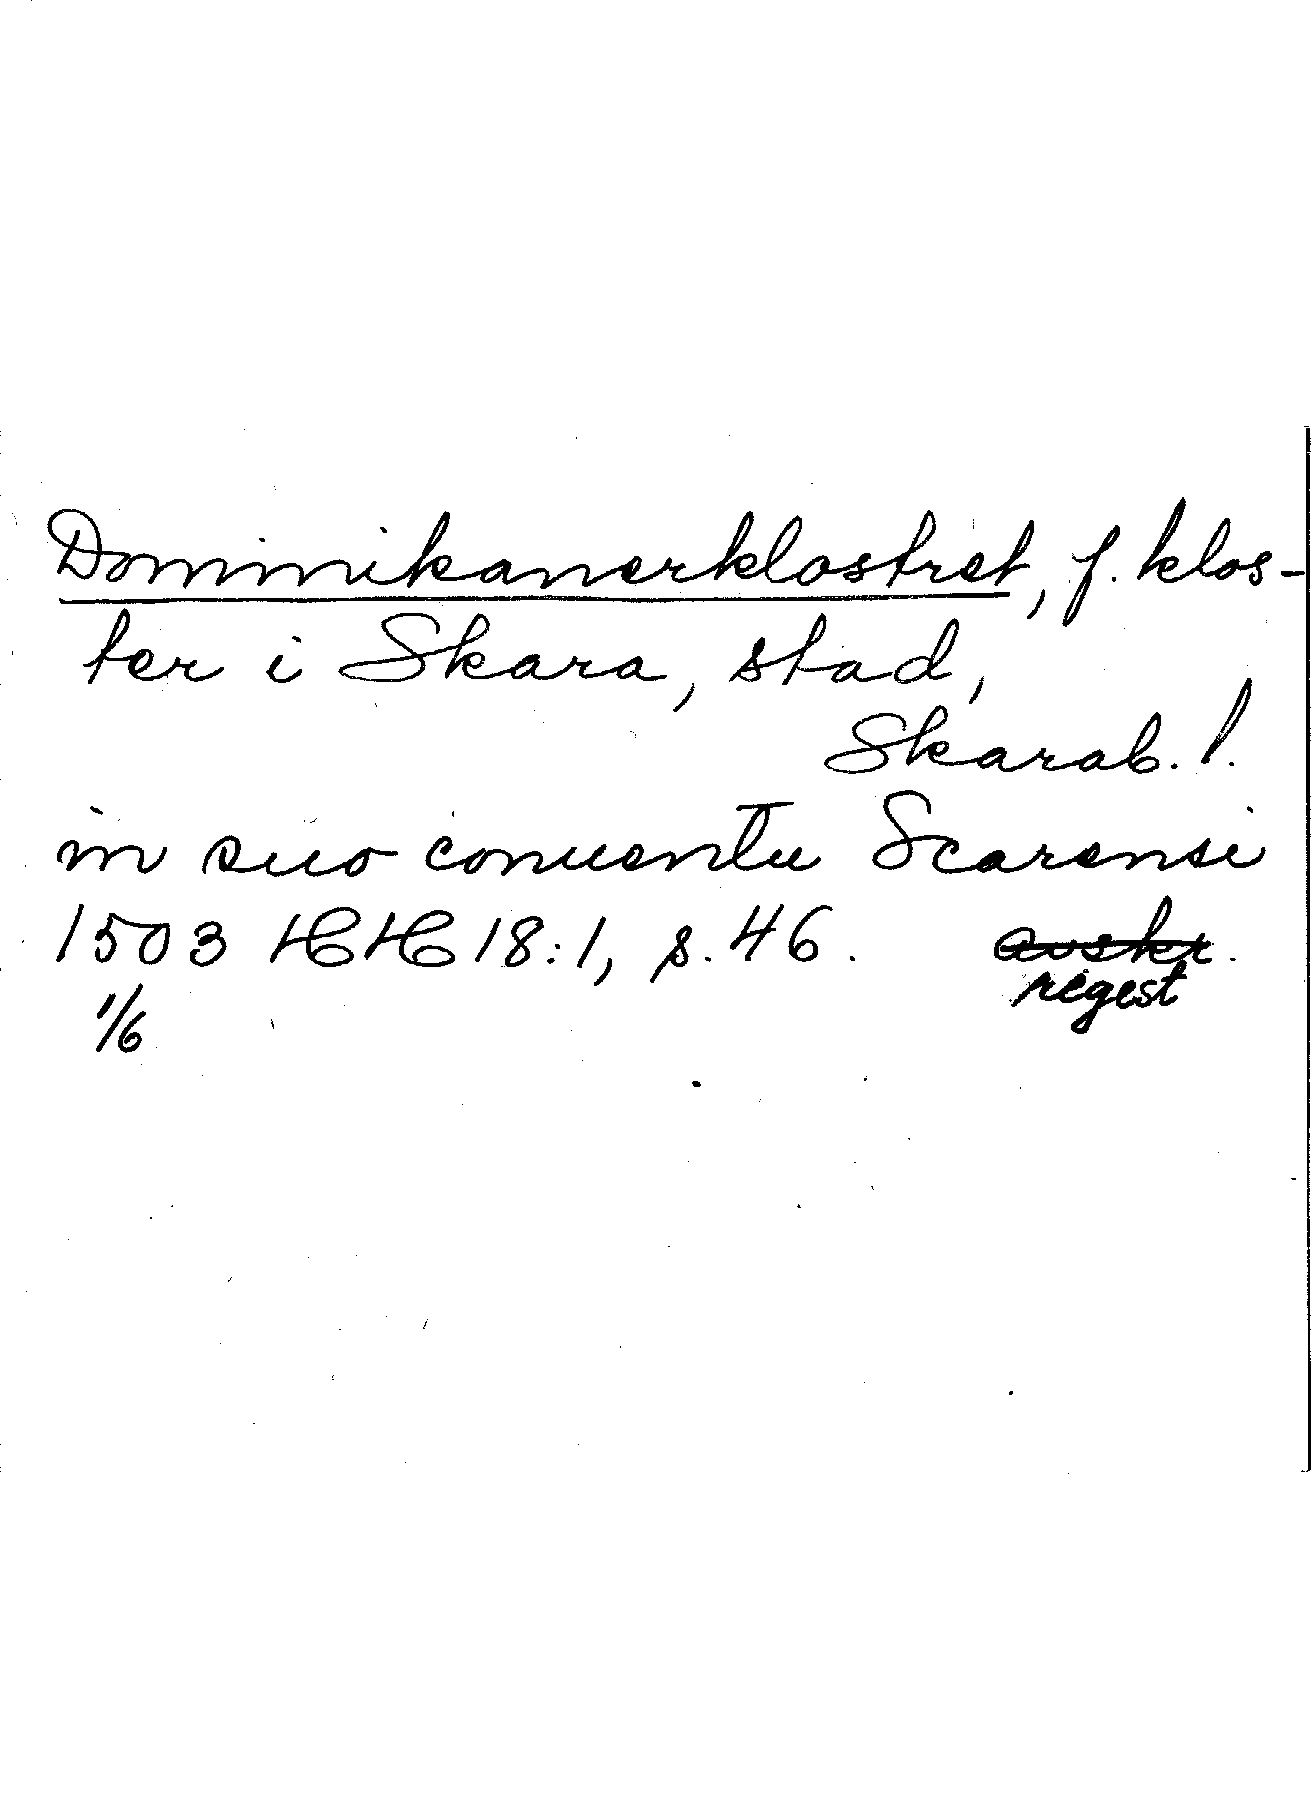 Dominikanerklostret, f. klos-
ter i Skara, stad,
Skarab. l.
in suo conuentu Scarensi
1503 HH 18:1, s. 46. avskr.
regest
1/6